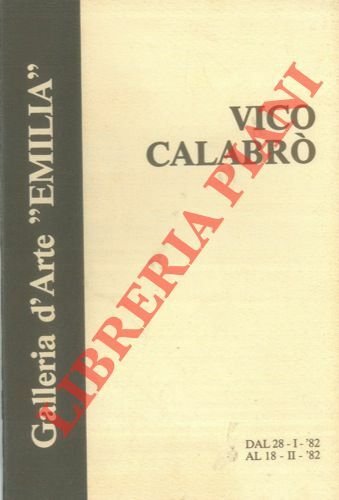 Galleria d'Arte "EMILIA"
VICO
CALABRÒ
LIBRERIA PIANI
DAL 28 - I - '82
AL 18 - II - '82